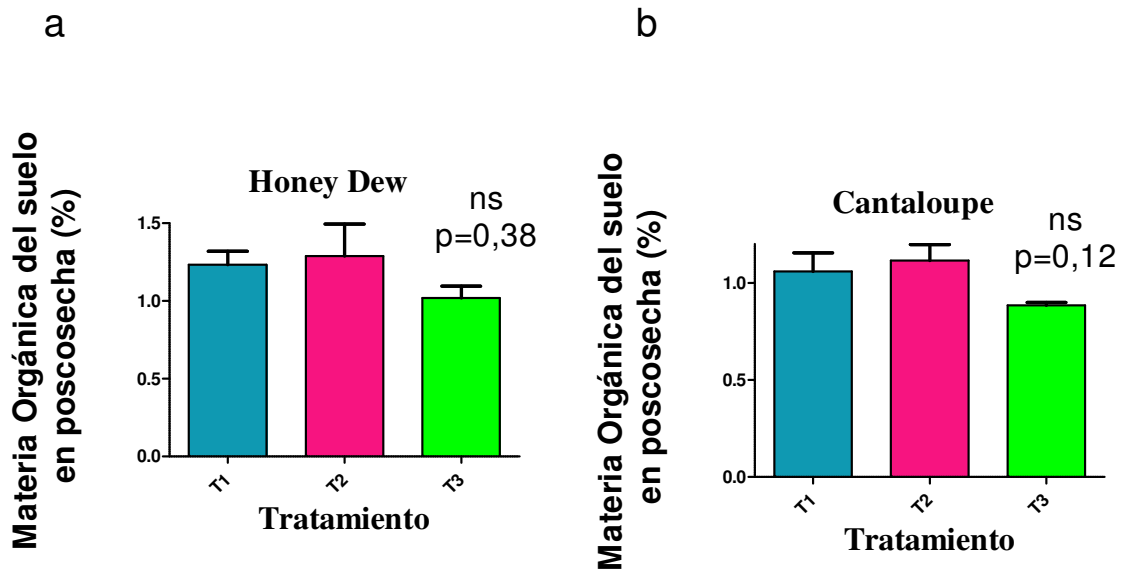 a
Materia Orgánica del suelo
en poscosecha (%)
Honey Dew
ns
p=0,38
1.5
1.0
0.5
0.0
T1
T2
T3
Tratamiento
b
Materia Orgánica del suelo
en poscosecha (%)
Cantaloupe
ns
p=0,12
1.0
0.5
0.0
T1
T2
T3
Tratamiento